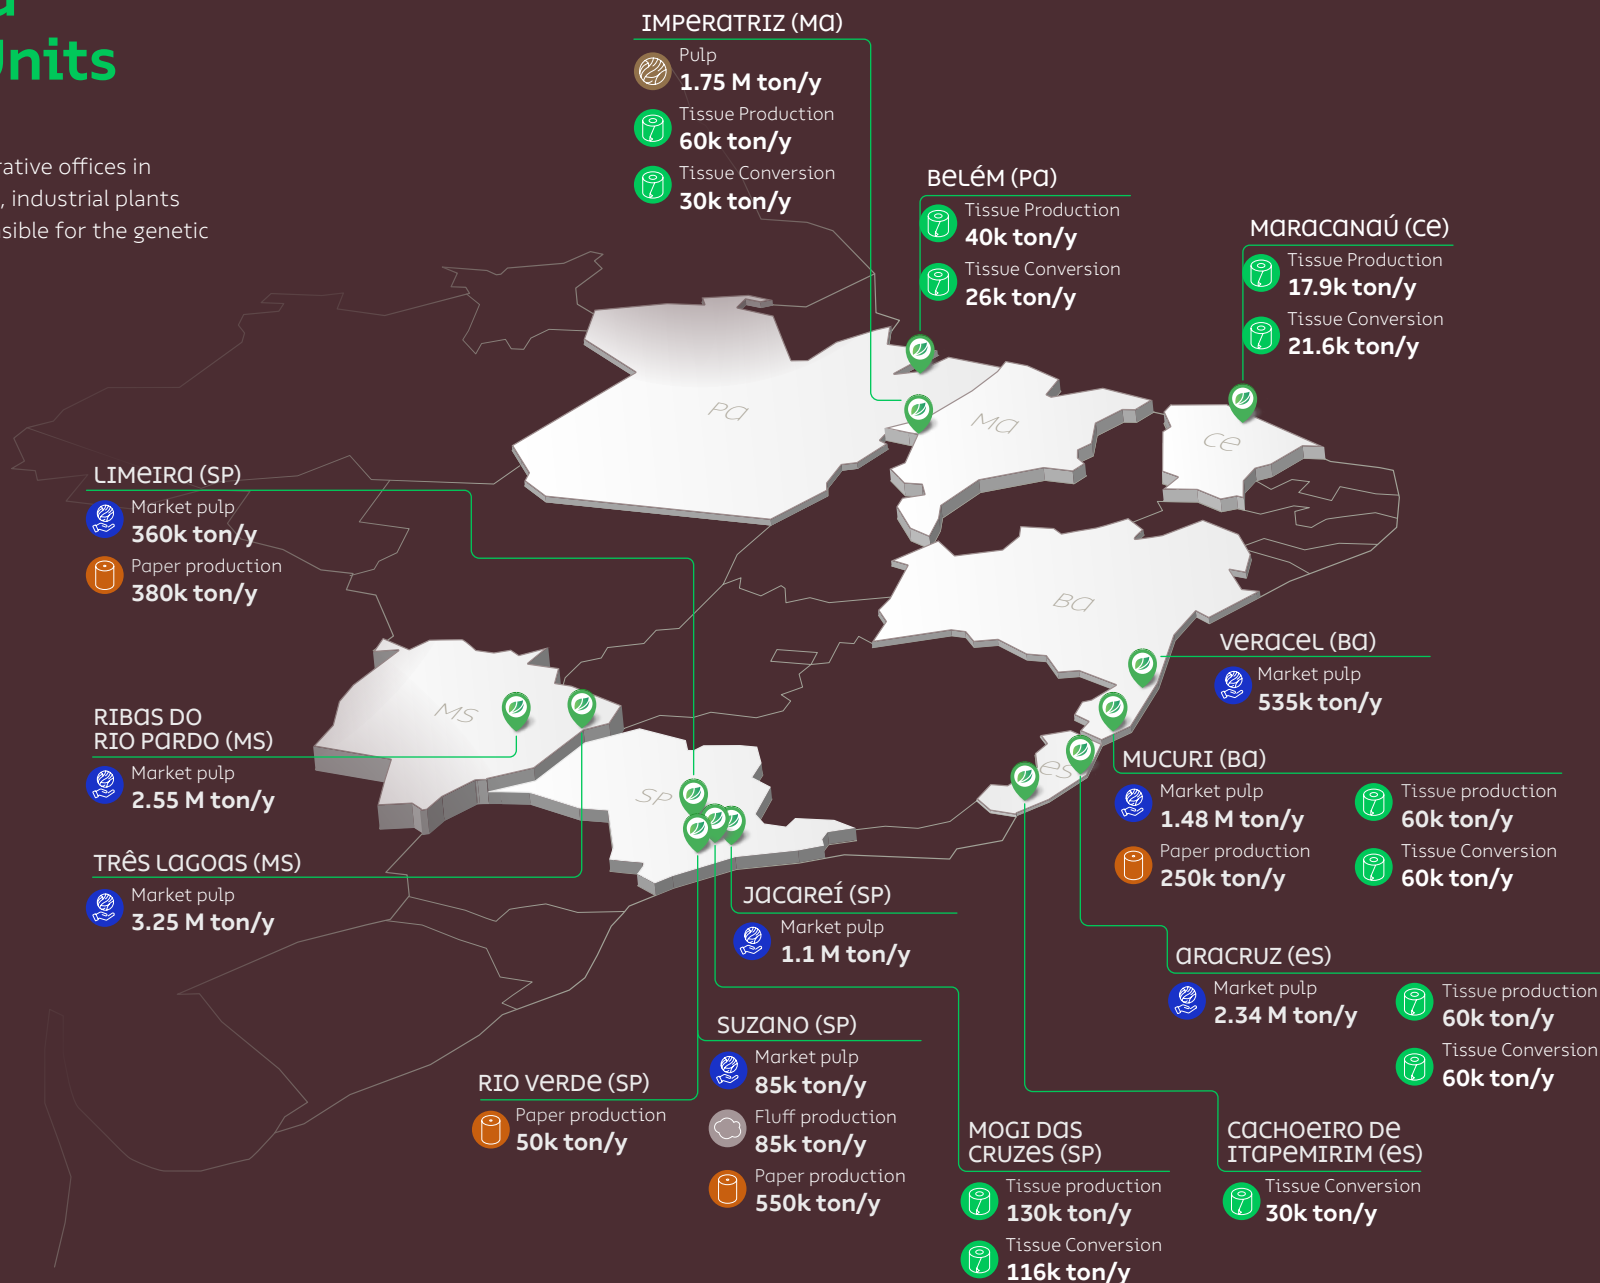 Units
rative offices in
, industrial plants
sible for the genetic
IMPERATRIZ (MA)
Pulp
1.75 M ton/y
Tissue Production
60k ton/y
Tissue Conversion
30k ton/y
BELÉM (PA)
Tissue Production
40k ton/y
Tissue Conversion
26k ton/y
MARACANAÚ (CE)
Tissue Production
17.9k ton/y
Tissue Conversion
21.6k ton/y
PA
MA
CE
LIMEIRA (SP)
Market pulp
360k ton/y
Paper production
380k ton/y
BA
VERACEL (BA)
Market pulp
535k ton/y
RIBAS DO
RIO PARDO (MS)
Market pulp
2.55 M ton/y
MS
SP
ES
MUCURI (BA)
Market pulp
1.48 M ton/y
Paper production
250k ton/y
Tissue production
60k ton/y
Tissue Conversion
60k ton/y
TRÊS LAGOAS (MS)
Market pulp
3.25 M ton/y
JACAREÍ (SP)
Market pulp
1.1 M ton/y
ARACRUZ (ES)
Market pulp
2.34 M ton/y
Tissue production
60k ton/y
Tissue Conversion
60k ton/y
SUZANO (SP)
Market pulp
85k ton/y
Fluff production
85k ton/y
Paper production
550k ton/y
RIO VERDE (SP)
Paper production
50k ton/y
MOGI DAS
CRUZES (SP)
Tissue production
130k ton/y
Tissue Conversion
116k ton/y
CACHOEIRO DE
ITAPEMIRIM (ES)
Tissue Conversion
30k ton/y